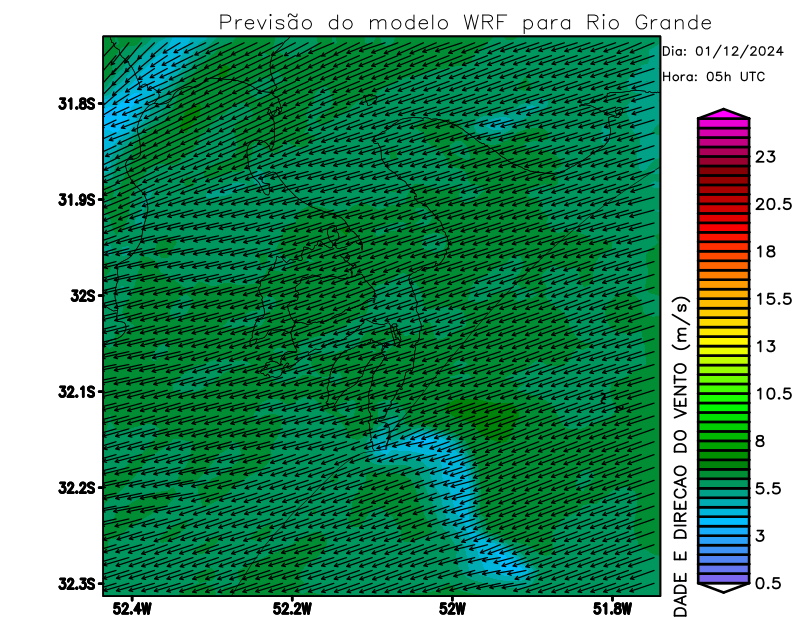 Previsão do modelo WRF para Rio Grande
Dia: 01/12/2024
Hora: 05h UTC
31.8S
31.9S
32S
32.1S
32.2S
32.3S
52.4W
52.2W
52W
51.8W
23
20.5
18
15.5
13
10.5
8
5.5
3
0.5
DADE E DIRECAO DO VENTO (m/s)